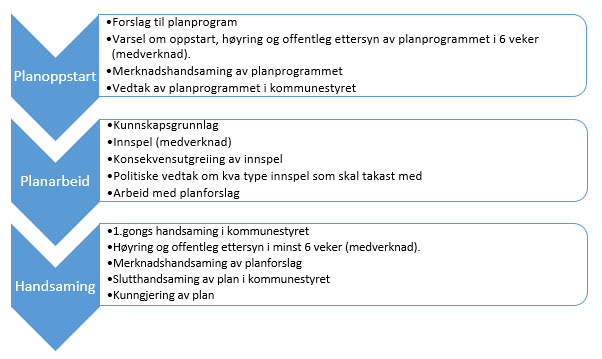 Planoppstart
•Forslag til planprogram
•Varsel om oppstart, høyring og offentleg ettersyn av planprogrammet i 6 veker
(medverknad).
•Merknadshandsaming av planprogrammet
•Vedtak av planprogrammet i kommunestyret
Planarbeid
•Kunnskapsgrunnlag
•Innspel (medverknad)
•Konsekvensutgreiing av innspel
•Politiske vedtak om kva type innspel som skal takast med
•Arbeid med planforslag
Handsaming
•1.gongs handsaming i kommunestyret
•Høyring og offentleg ettersyn i minst 6 veker (medverknad).
•Merknadshandsaming av planforslag
•Slutthandsaming av plan i kommunestyret
•Kunngjering av plan